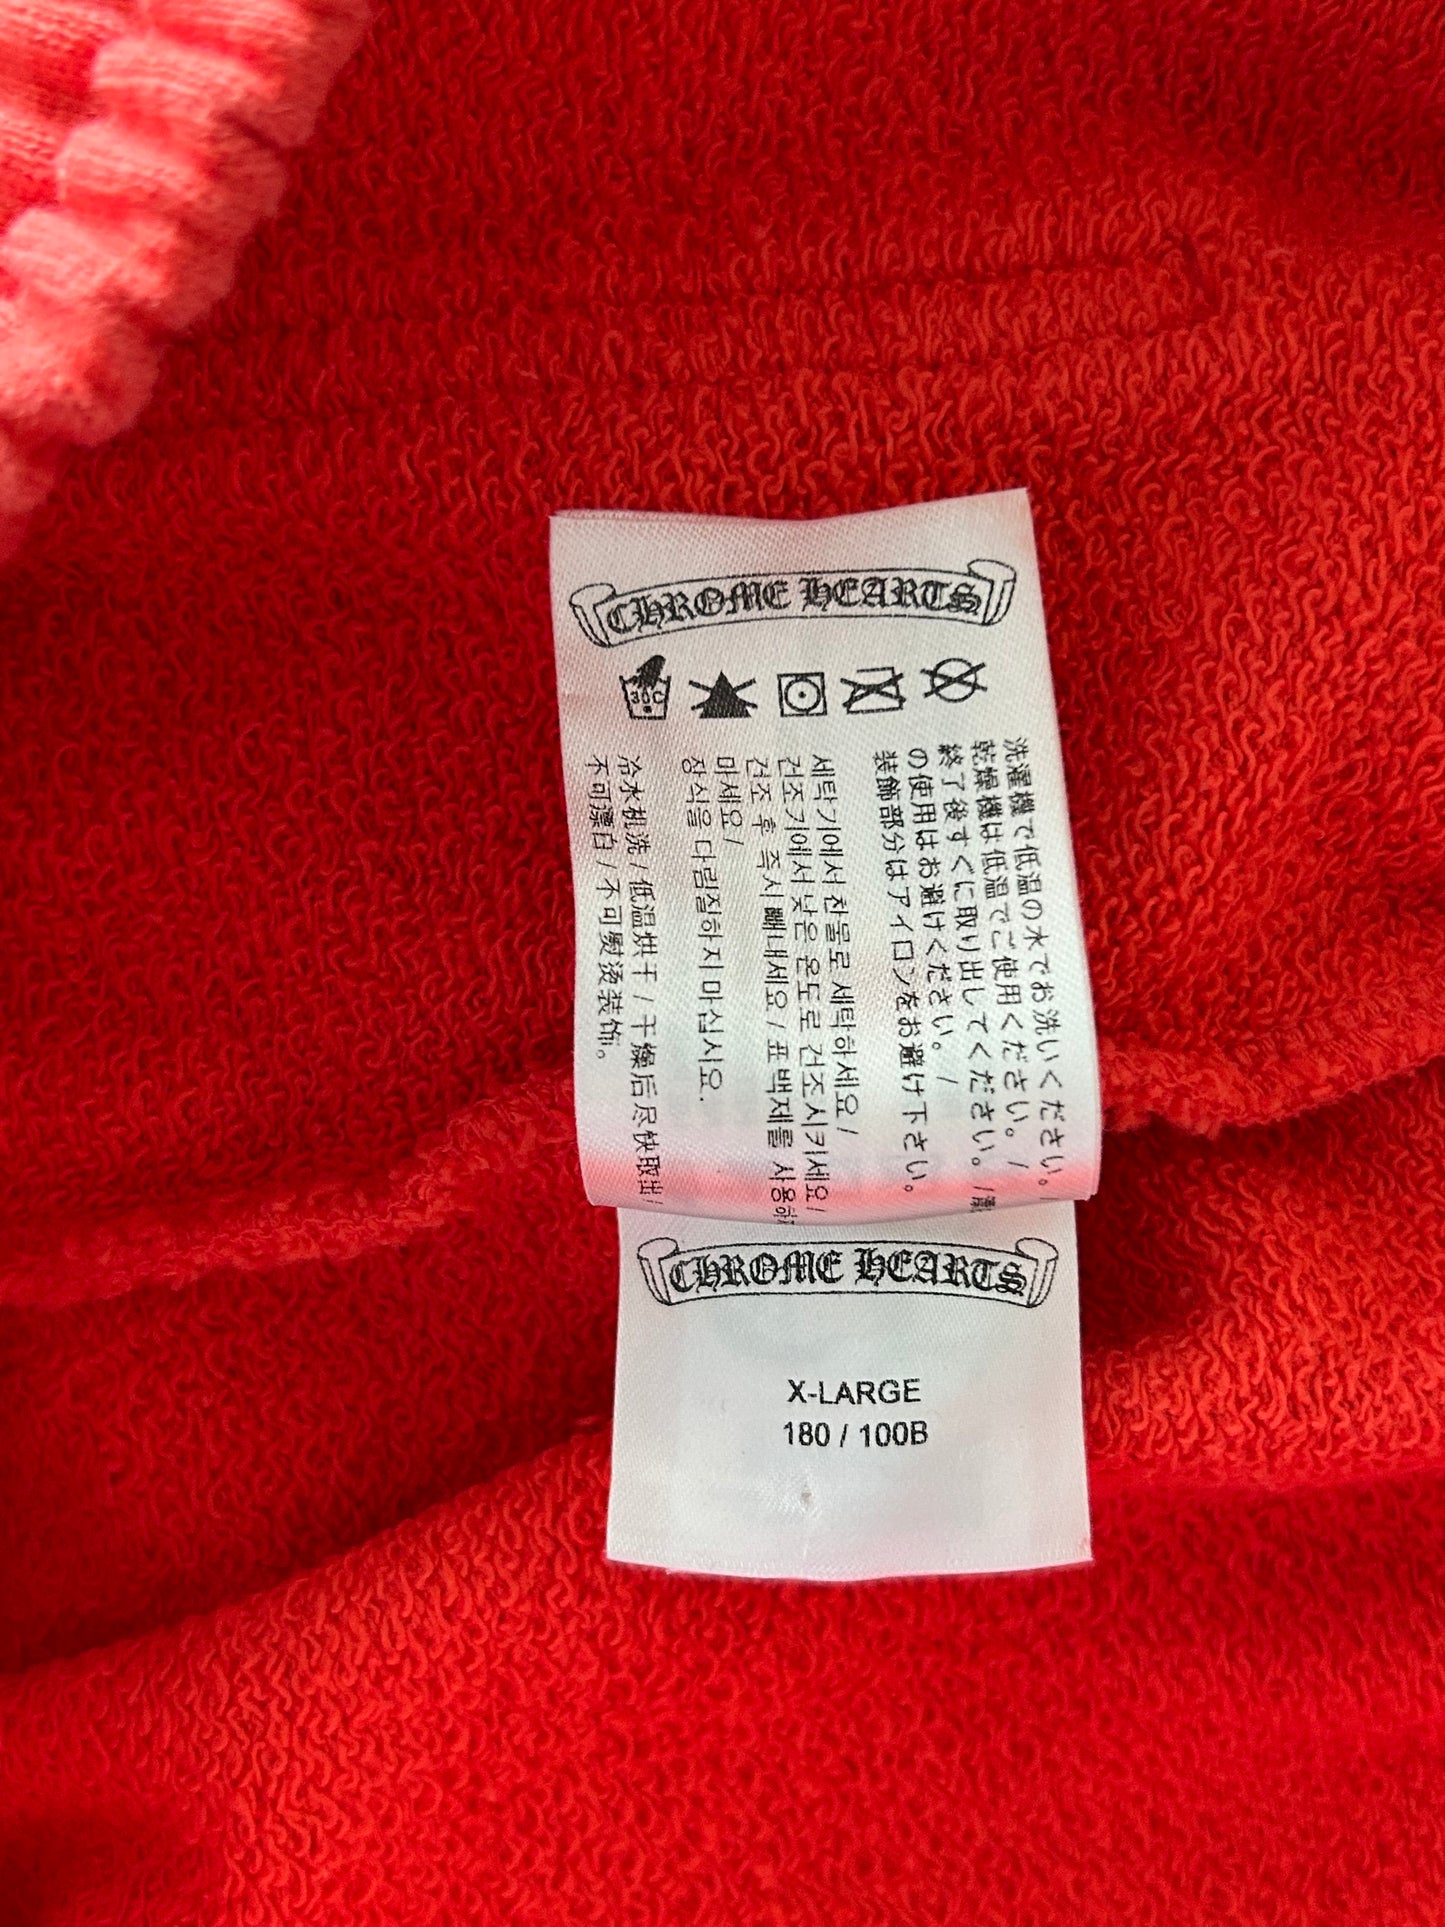 CHROME HEARTS
30C
洗濯機で低温の水でお洗いください。/
乾燥機は低温でご使用ください。/
終了後すぐに取り出してください。/漂
の使用はお避けください。/
装飾部分はアイロンをお避け下さい。
세탁기에서 찬물로 세탁하세요/
건조기에서 낮은 온도로 건조시키세요/
건조 후 즉시 빼내세요/표백제를 사용하지
마세요/
장식을 다림질하지마십시요.
冷水机洗/低温烘干/干燥后尽快取出/
不可漂白/不可熨烫装饰。
CHROME HEARTS
X-LARGE
180 / 100B